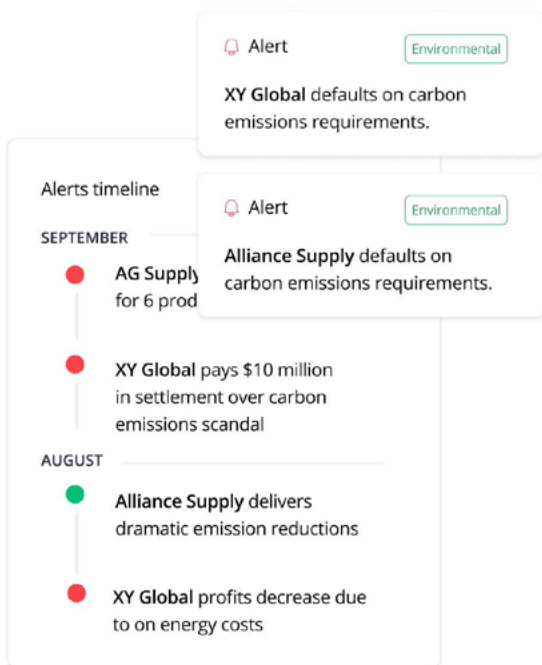 Alert
Environmental
XY Global defaults on carbon
emissions requirements.
Alerts timeline
Alert
Environmental
Alliance Supply defaults on
carbon emissions requirements.
SEPTEMBER
AG Supply
for 6
XY Global pays $10 million
in settlement over carbon
emissions scandal
AUGUST
Alliance Supply delivers
dramatic emission reductions
XY Global profits decrease due
to on energy costs